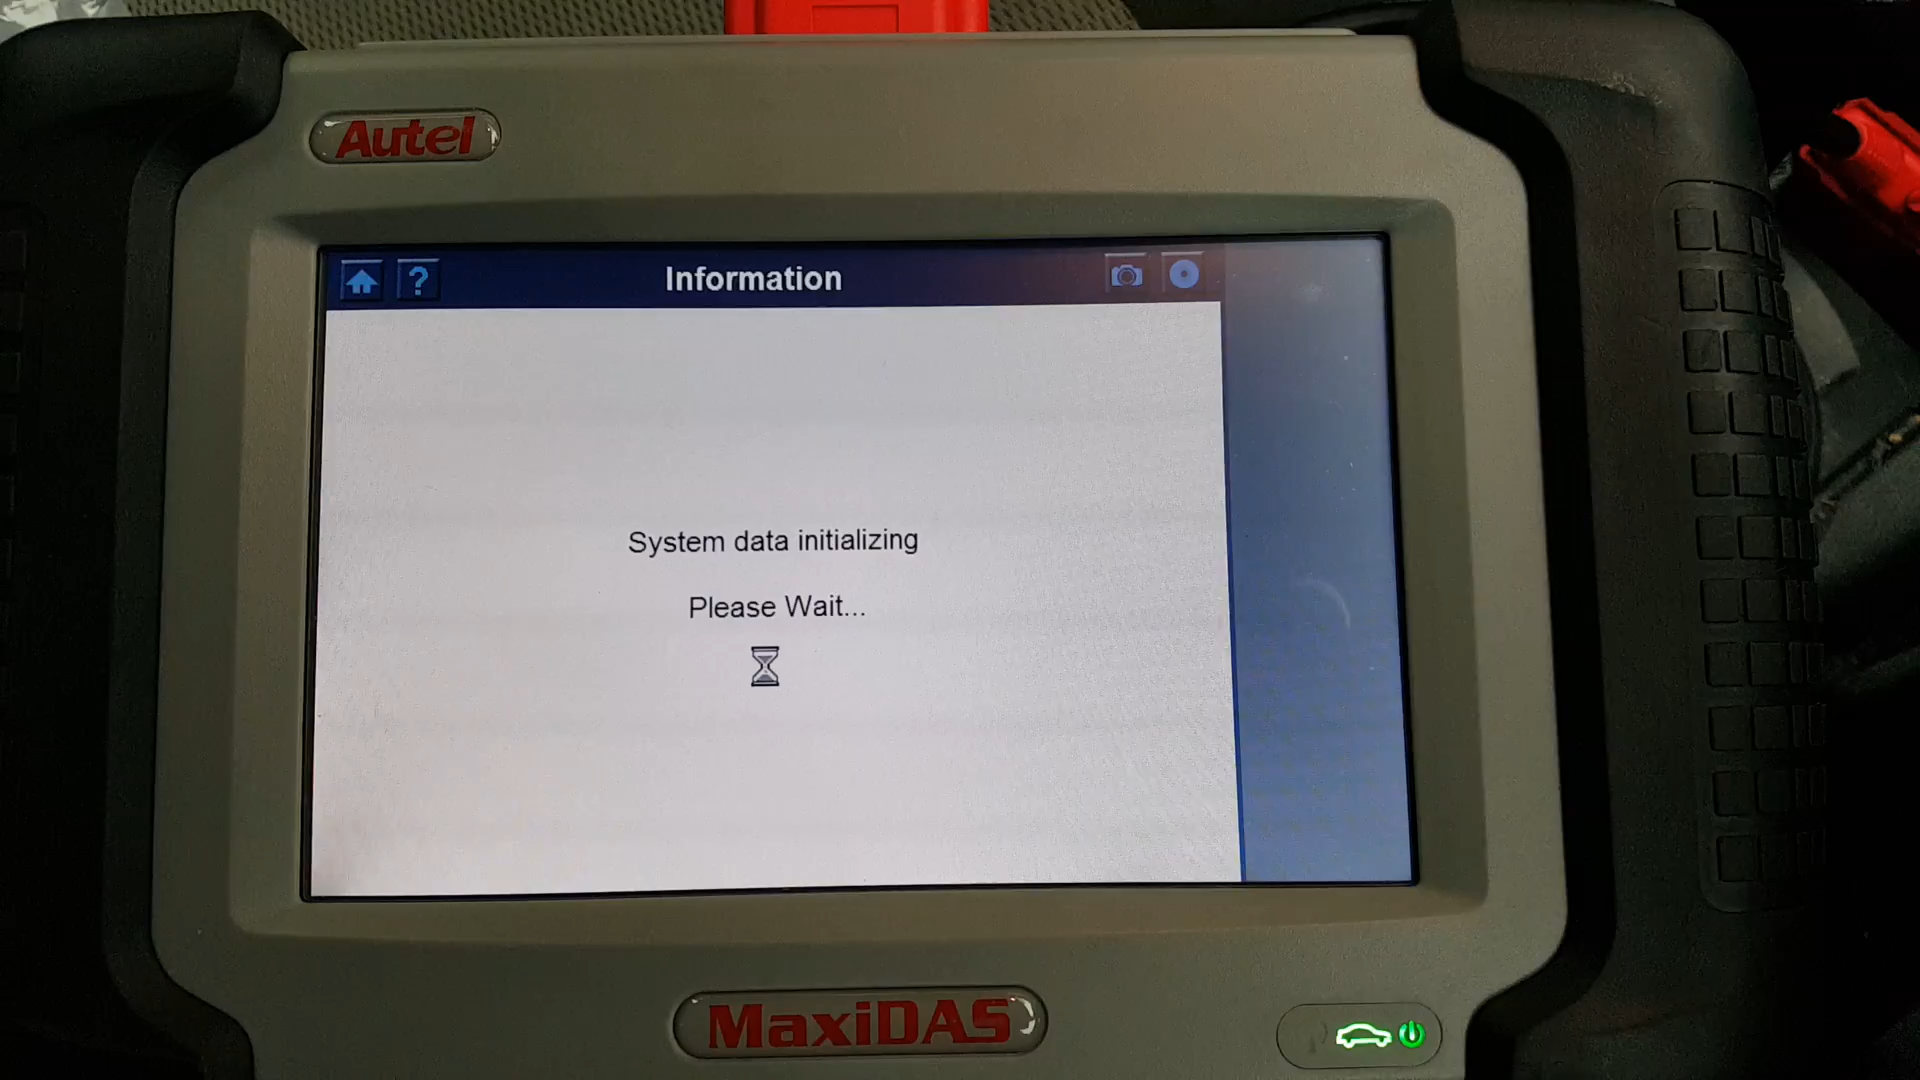 Autel
?
Information
System data initializing
Please Wait...
MaxiDAS